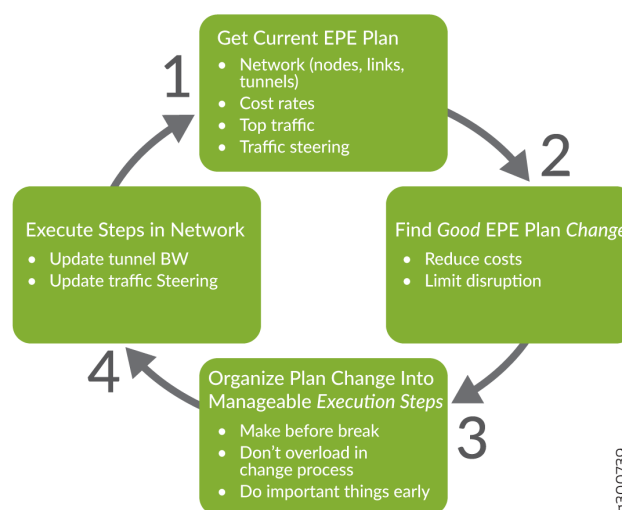 1
Get Current EPE Plan
• Network (nodes, links,
tunnels)
• Cost rates
• Top traffic
• Traffic steering
2
Find Good EPE Plan Change
• Reduce costs
• Limit disruption
3
Organize Plan Change Into
Manageable Execution Steps
• Make before break
• Don't overload in
change process
• Do important things early
4
Execute Steps in Network
• Update tunnel BW
• Update traffic Steering